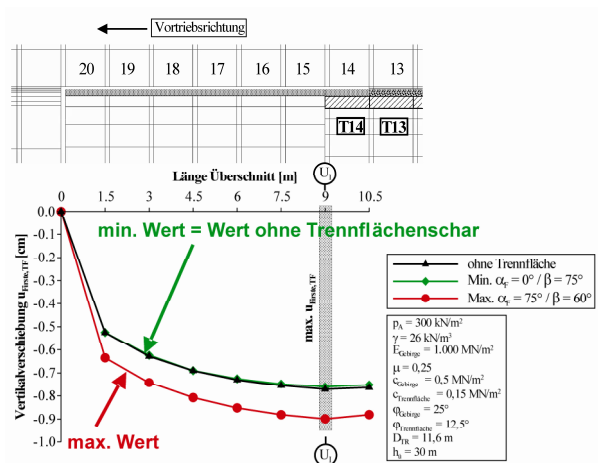 Vortriebsrichtung
20 19 18 17 16 15 14 13
T14 T13
Länge Überschnitt [m]
U₁
0 1.5 3 4.5 6 7.5 9 10.5
Vertikalverschiebung u Firste,TF [cm]
0.0
-0.1
-0.2
-0.3
-0.4
-0.5
-0.6
-0.7
-0.8
-0.9
-1.0
min. Wert = Wert ohne Trennflächenschar
max. Wert
max. u firste,TF
U₁
ohne Trennfläche
Min. αF = 0° / β = 75°
Max. αF = 75° / β = 60°
pA = 300 kN/m²
γ = 26 kN/m³
EGebirge = 1.000 MN/m²
μ = 0,25
cGebirge = 0,5 MN/m²
cTrennfläche = 0,15 MN/m²
φGebirge = 25°
φTrennfläche = 12.5°
DTR = 11,6 m
hü = 30 m